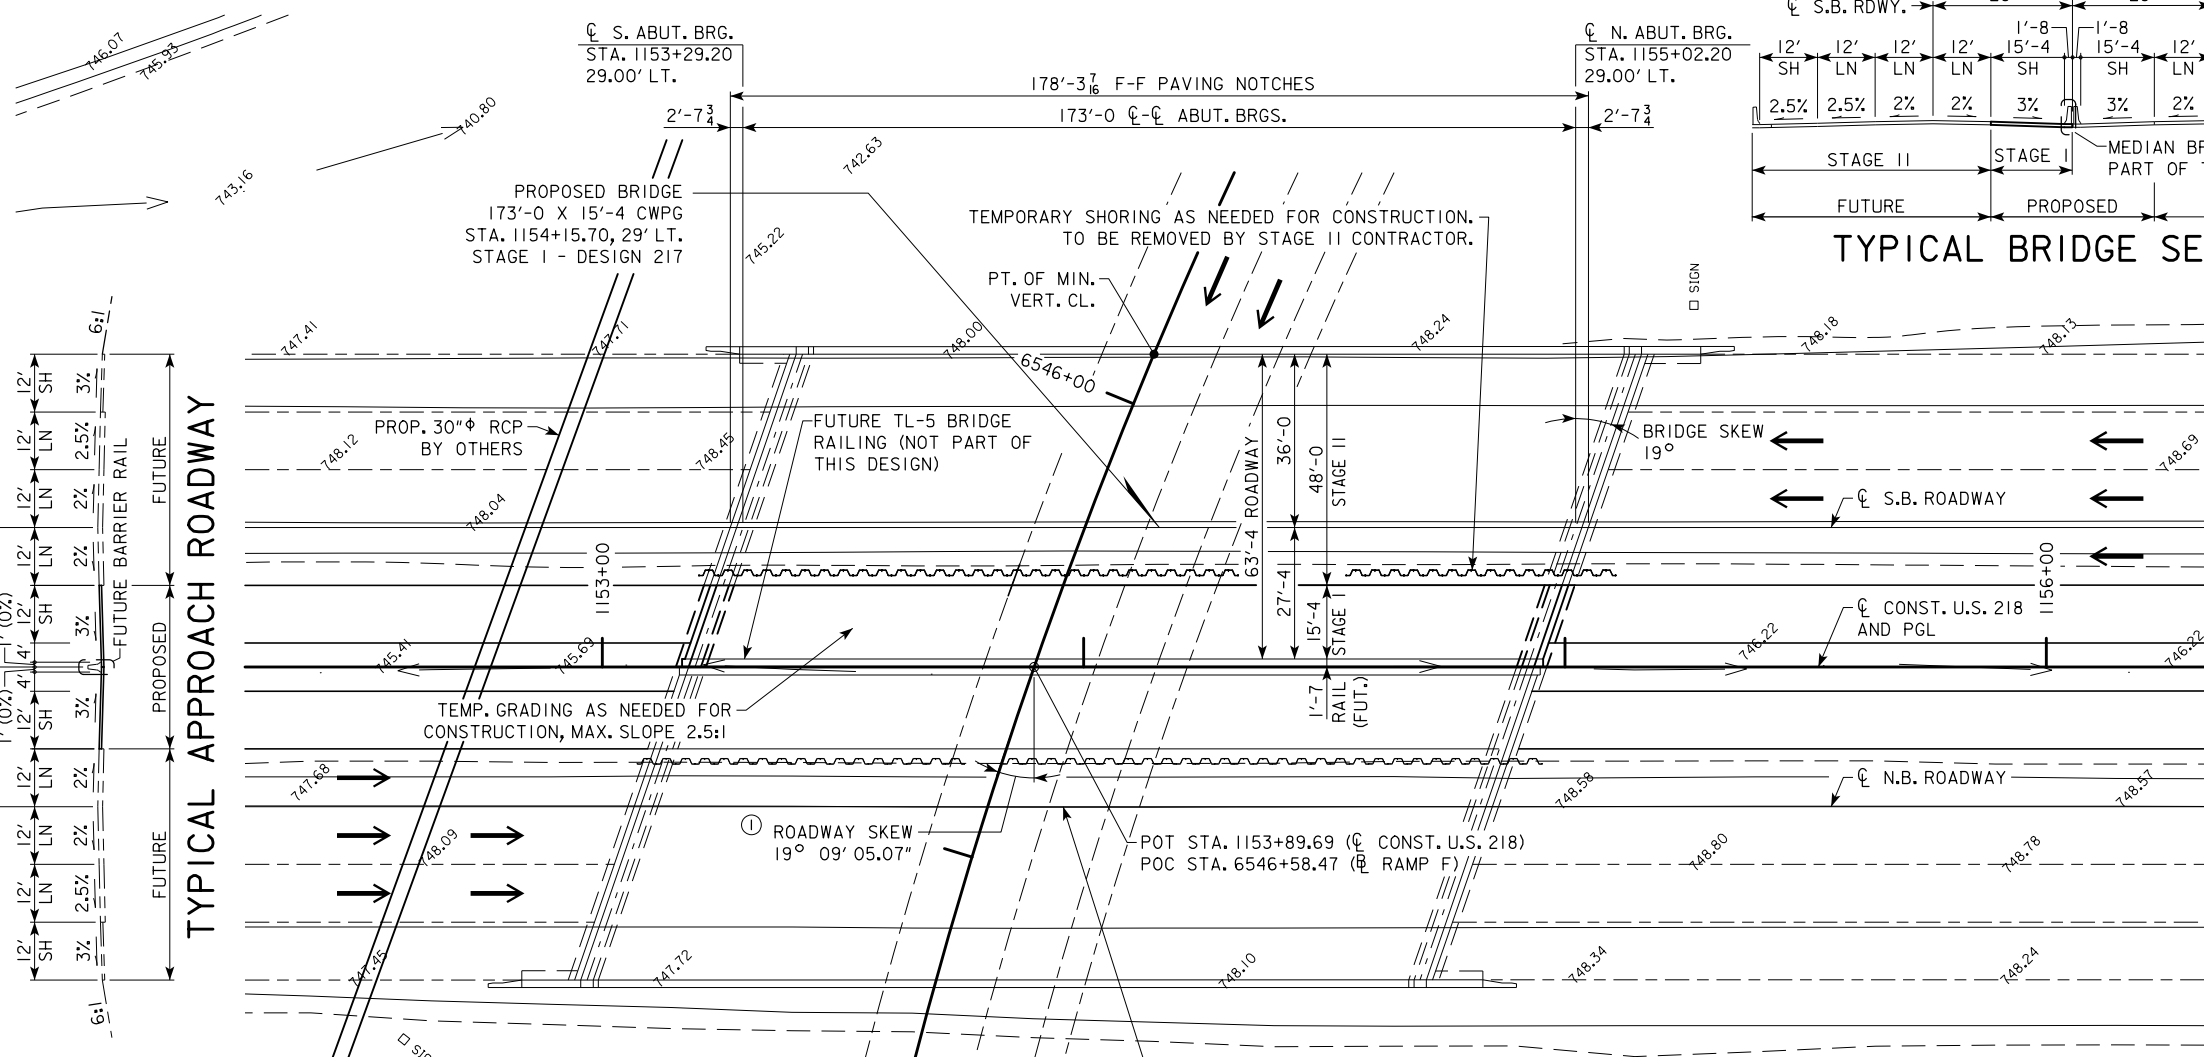 746.07
745.93
740.80
743.16
℄ S. ABUT. BRG.
STA. 1153+29.20
29.00' LT.
178'-3 7/16 F-F PAVING NOTCHES
2'-7 3/4
173'-0 ℄-℄ ABUT. BRGS.
2'-7 3/4
℄ N. ABUT. BRG.
STA. 1155+02.20
29.00' LT.
℄ S.B. RDWY.
1'-8
1'-8
12'
12'
12'
12'
15'-4
15'-4
12'
SH
LN
LN
LN
SH
SH
LN
2.5%
2.5%
2%
2%
3%
3%
2%
MEDIAN
PART OF
STAGE II
STAGE I
FUTURE
PROPOSED
TYPICAL BRIDGE SE
742.63
745.22
PROPOSED BRIDGE
173'-0 X 15'-4 CWPG
STA. 1154+15.70, 29' LT.
STAGE 1 - DESIGN 217
TEMPORARY SHORING AS NEEDED FOR CONSTRUCTION.
TO BE REMOVED BY STAGE II CONTRACTOR.
PT. OF MIN.
VERT. CL.
SIGN
747.41
747.71
748.00
748.24
748.18
748.13
6546+00
6:1
12'
SH
3%
12'
LN
2.5%
12'
LN
2%
12'
LN
2%
12'
SH
3%
1' (0%)
4'
4'
1' (0%)
12'
SH
3%
12'
LN
2%
12'
LN
2%
12'
LN
2.5%
12'
SH
3%
6:1
FUTURE BARRIER RAIL
FUTURE
PROPOSED
FUTURE
TYPICAL APPROACH ROADWAY
PROP. 30"ϕ RCP
BY OTHERS
FUTURE TL-5 BRIDGE
RAILING (NOT PART OF
THIS DESIGN)
748.12
748.45
748.04
BRIDGE SKEW
19°
748.69
℄ S.B. ROADWAY
63'-4 ROADWAY
36'-0
27'-4
48'-0
STAGE II
15'-4
STAGE I
1'-7
RAIL
(FUT.)
1153+00
1156+00
℄ CONST. U.S. 218
AND PGL
745.41
745.69
746.22
746.22
TEMP. GRADING AS NEEDED FOR
CONSTRUCTION, MAX. SLOPE 2.5:1
747.68
748.09
748.58
748.57
℄ N.B. ROADWAY
1 ROADWAY SKEW
19° 09' 05.07"
POT STA. 1153+89.69 (℄ CONST. U.S. 218)
POC STA. 6546+58.47 (B̲L RAMP F)
748.80
748.78
747.45
747.72
748.10
748.34
748.24